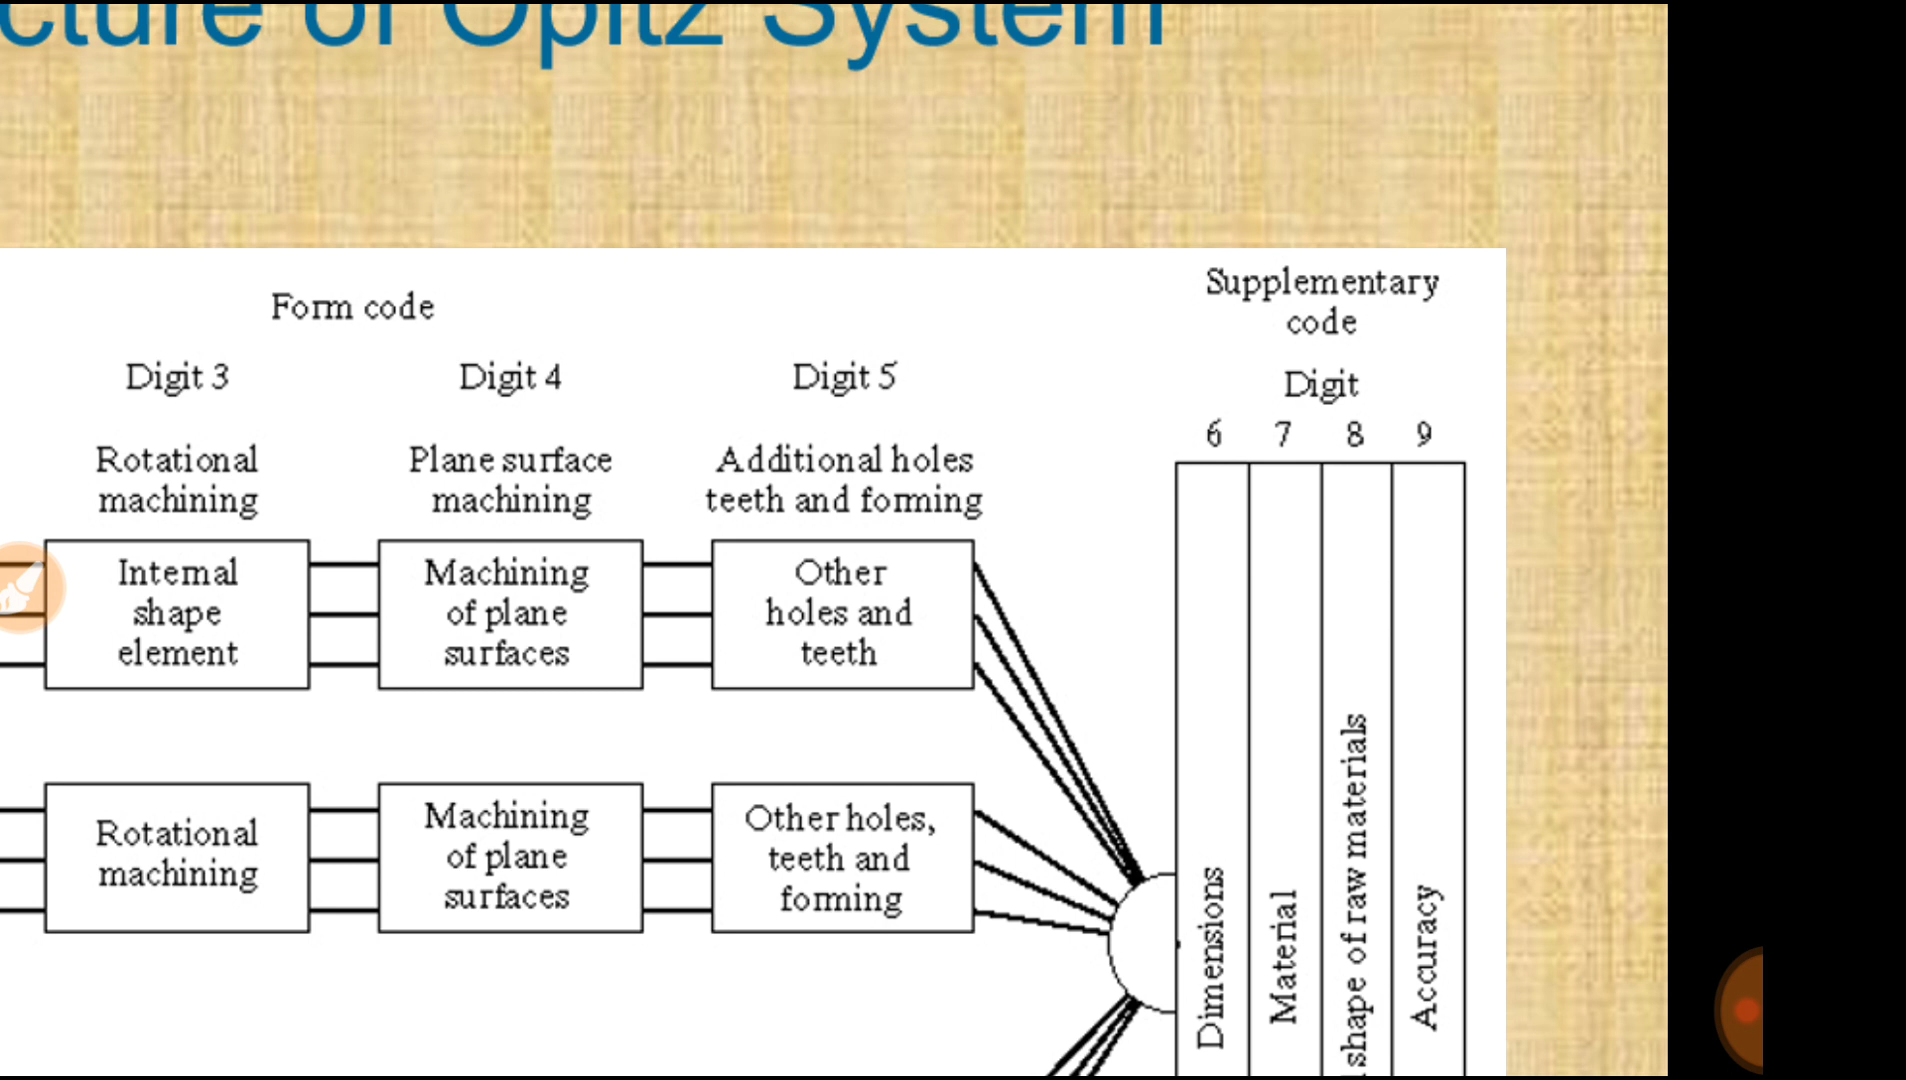 cture of Opitz System
Form code
Supplementary
code
Digit 3
Digit 4
Digit 5
Digit
6 7 8 9
Rotational
machining
Plane surface
machining
Additional holes
teeth and forming
Internal
shape
element
Machining
of plane
surfaces
Other
holes and
teeth
Rotational
machining
Machining
of plane
surfaces
Other holes,
teeth and
forming
Dimensions
Material
shape of raw materials
Accuracy